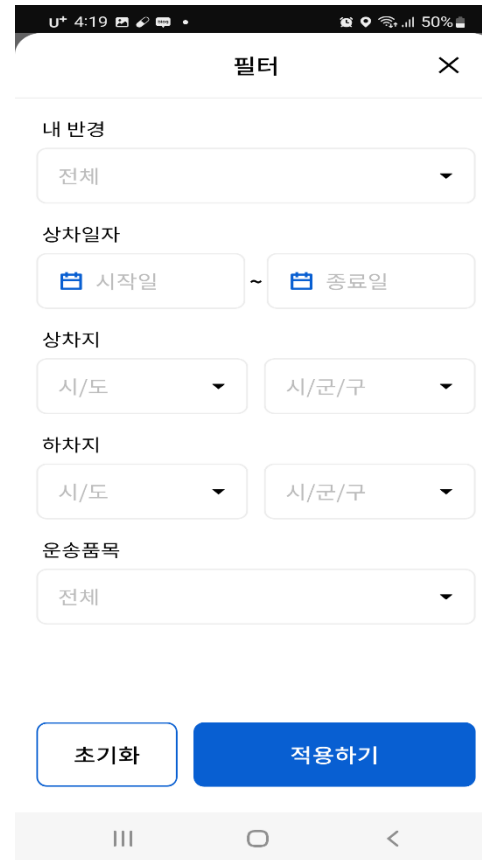 U+ 4:19 50%
필터
내 반경
전체
상차일자
시작일 ~ 종료일
상차지
시/도 시/군/구
하차지
시/도 시/군/구
운송품목
전체
초기화 적용하기